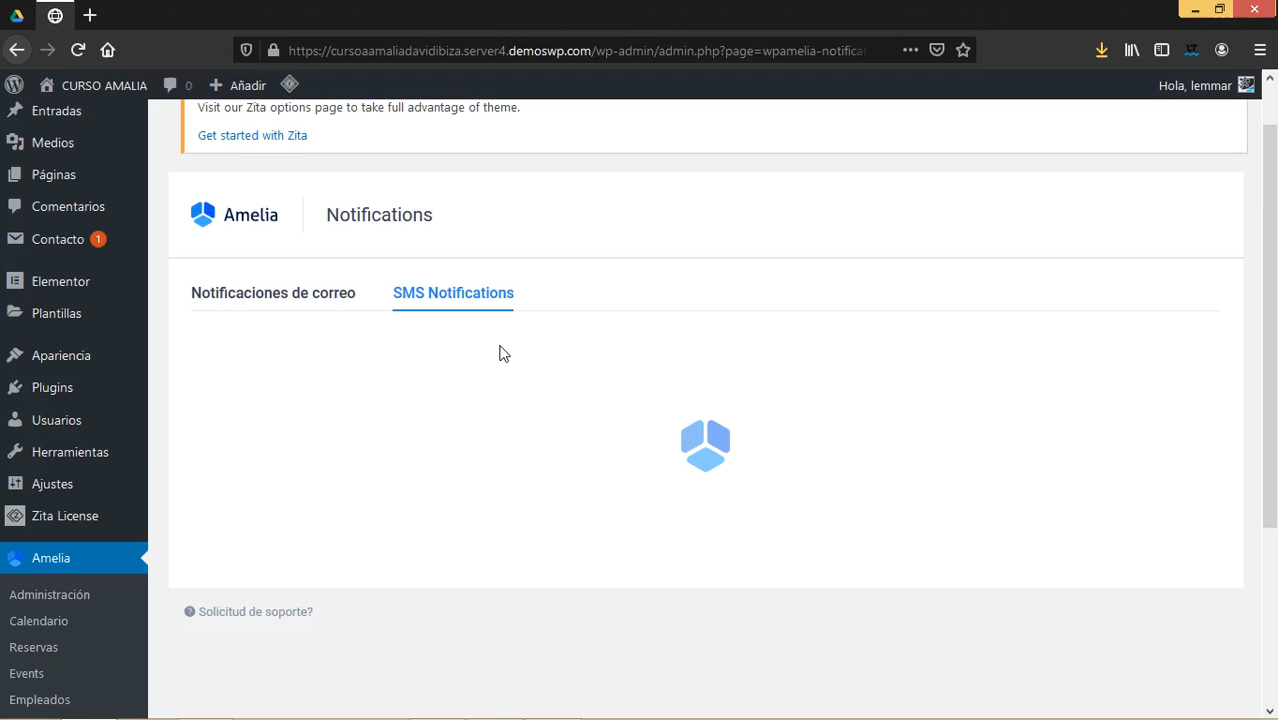 https://cursoaamaliadavidibiza.server4.demoswp.com/wp-admin/admin.php?page=wpamelia-notificat
CURSO AMALIA
0
Añadir
Hola, lemmar
Entradas
Medios
Páginas
Comentarios
Contacto 1
Elementor
Plantillas
Apariencia
Plugins
Usuarios
Herramientas
Ajustes
Zita License
Amelia
Administración
Calendario
Reservas
Events
Empleados
Visit our Zita options page to take full advantage of theme.
Get started with Zita
Amelia
Notifications
Notificaciones de correo
SMS Notifications
Solicitud de soporte?